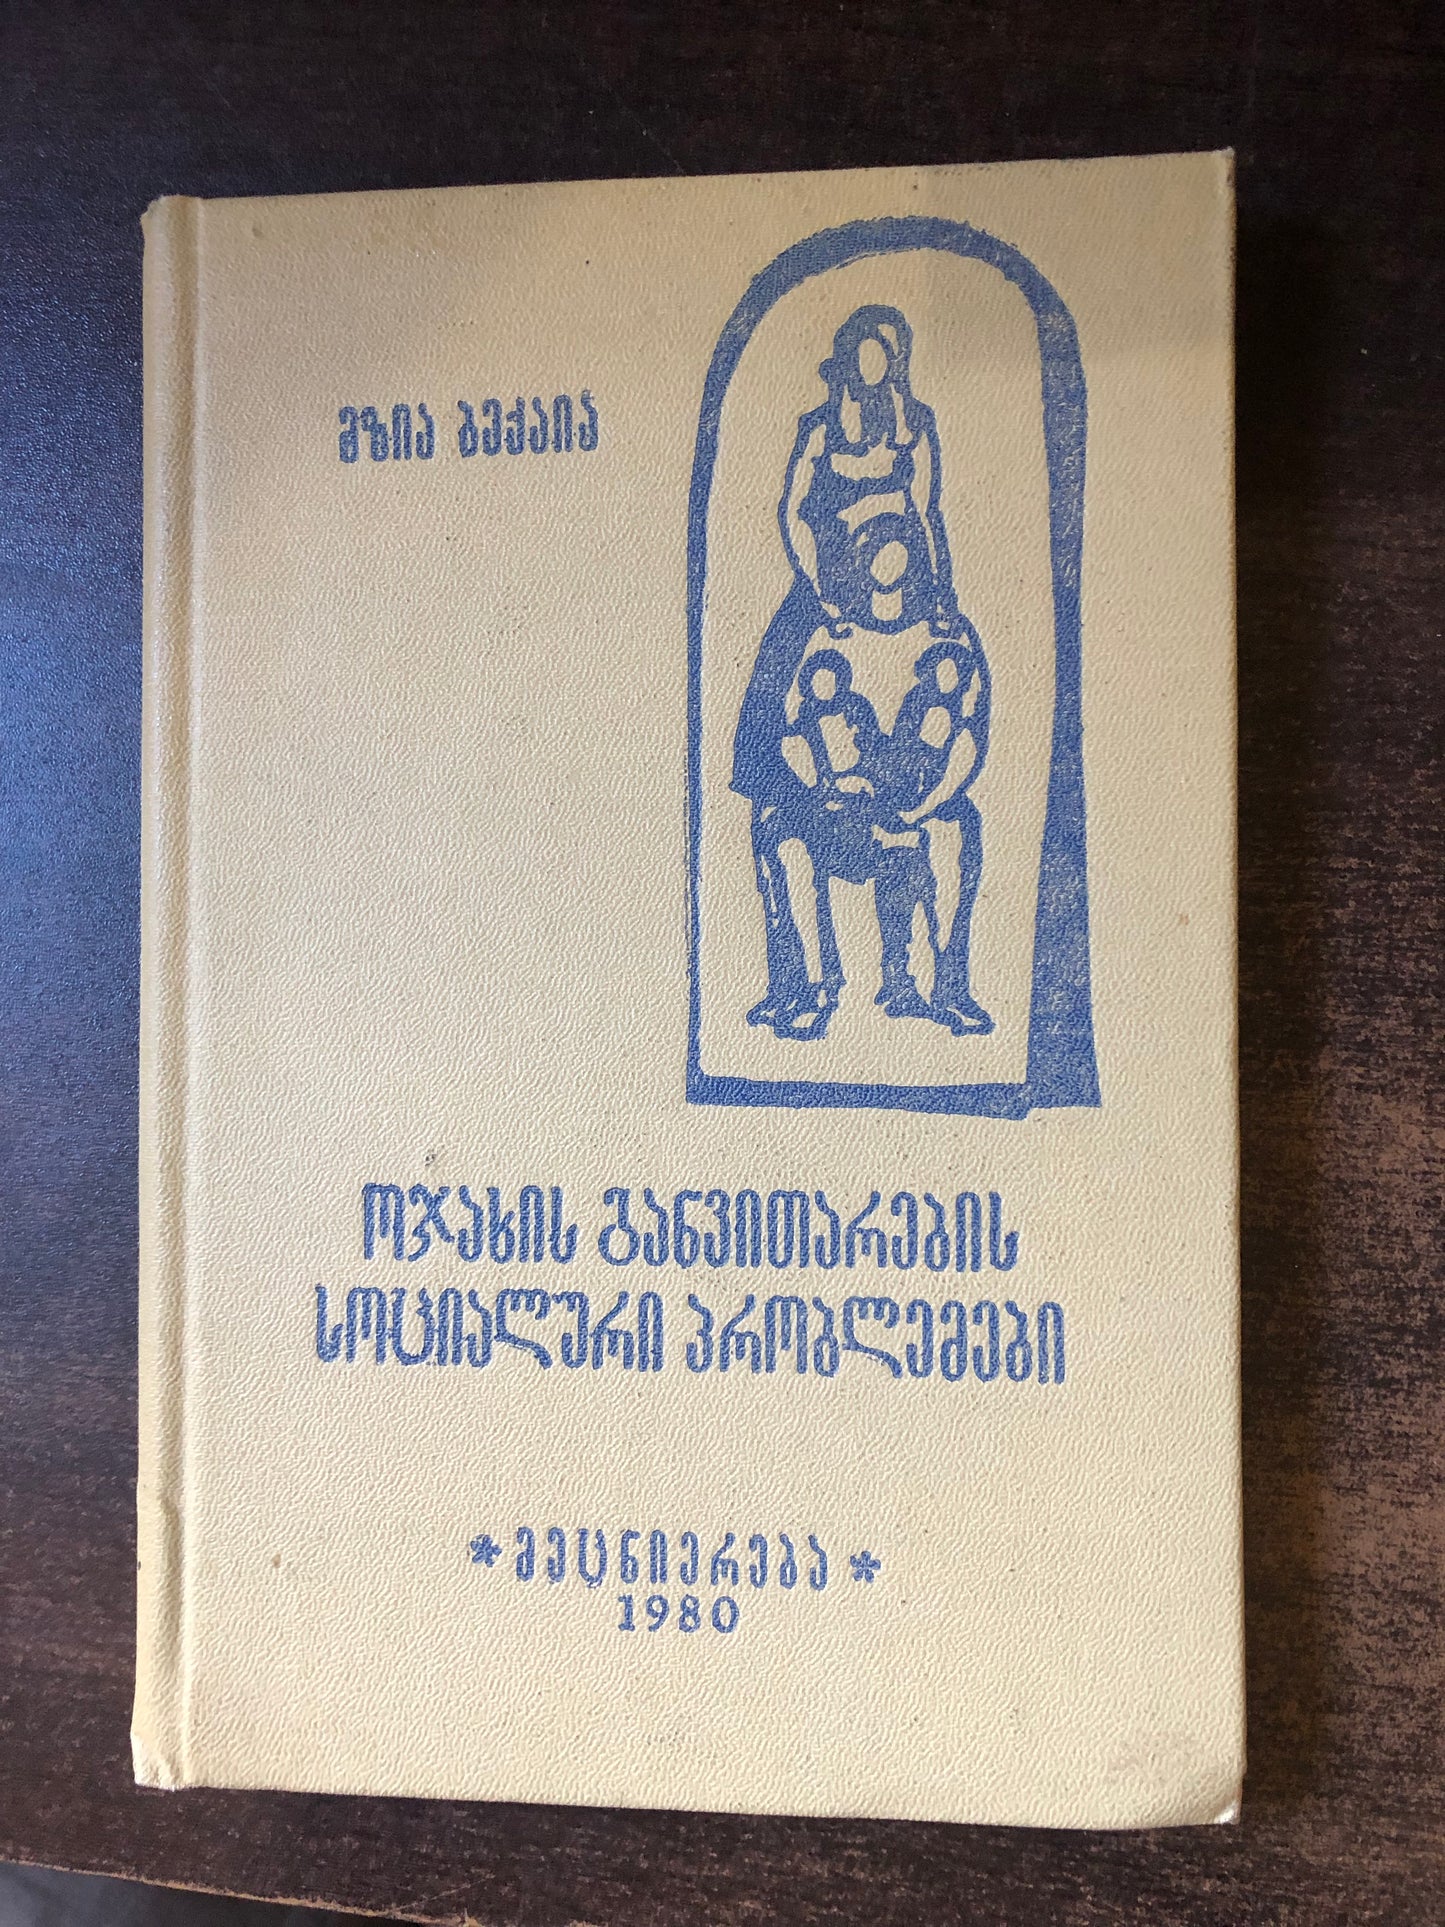 მზია ბექაია
ოჯახის განვითარების
სოციალური პრობლემები
* მეცნიერება *
1980